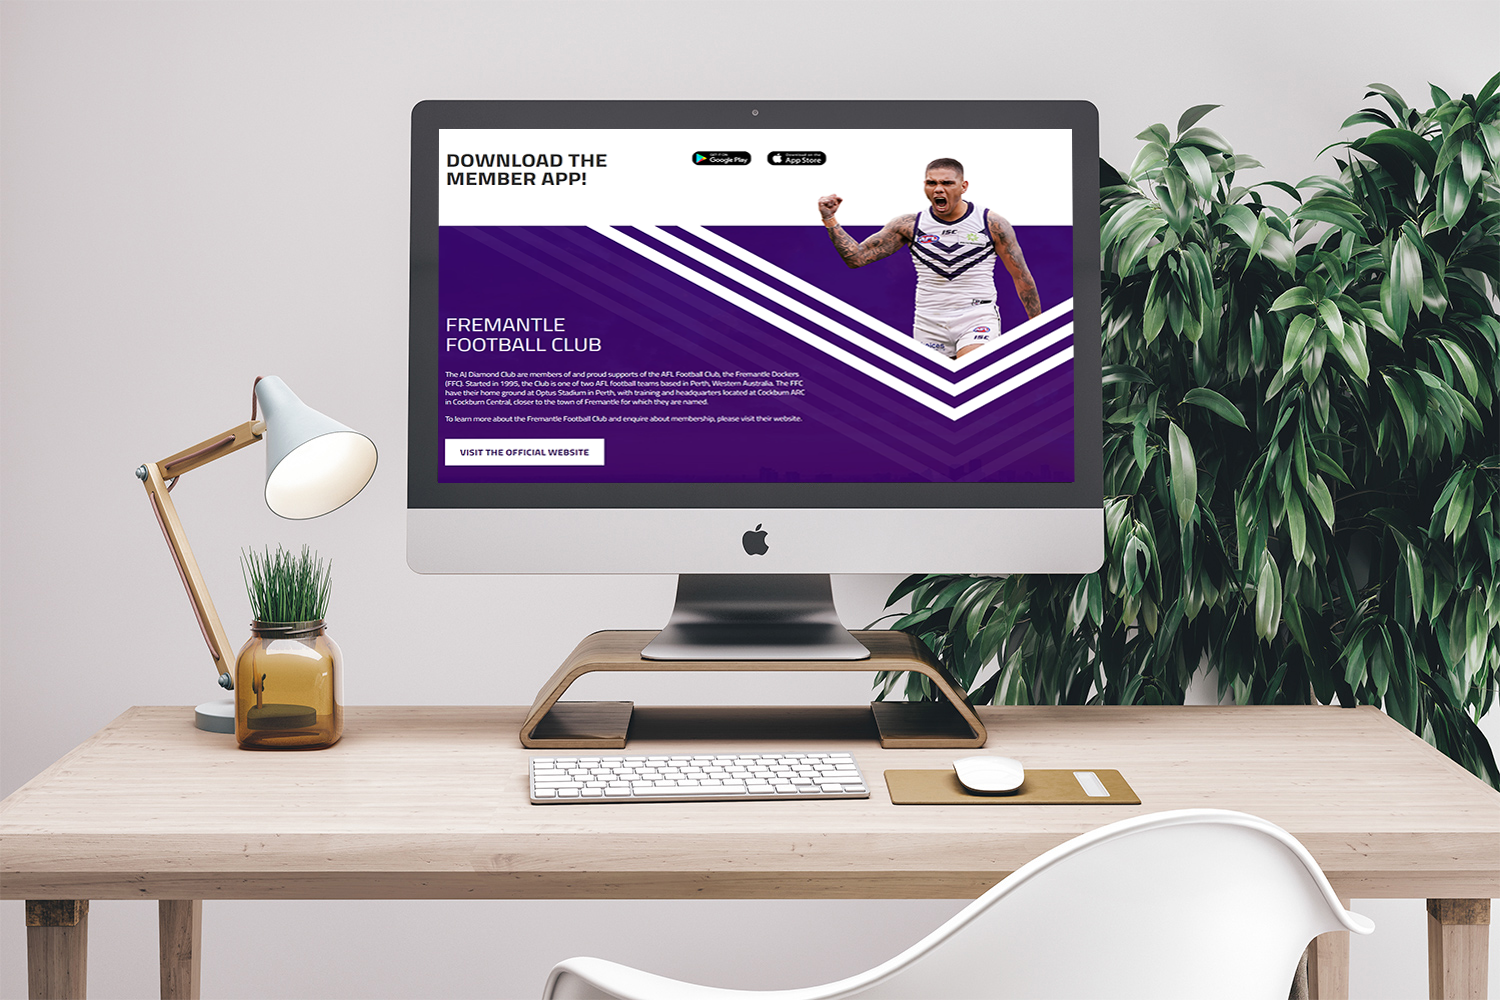 DOWNLOAD THE
MEMBER APP!
GET IT ON
Google Play
Download on the
App Store
ISC
AFL
FREMANTLE
FOOTBALL CLUB
ISC
The AJ Diamond Club are members of and proud supports of the AFL Football Club, the Fremantle Dockers
(FFC). Started in 1995, the Club is one of two AFL football teams based in Perth, Western Australia. The FFC
have their home ground at Optus Stadium in Perth, with training and headquarters located at Cockburn ARC
in Cockburn Central, closer to the town of Fremantle for which they are named.
To learn more about the Fremantle Football Club and enquire about membership, please visit their website.
VISIT THE OFFICIAL WEBSITE